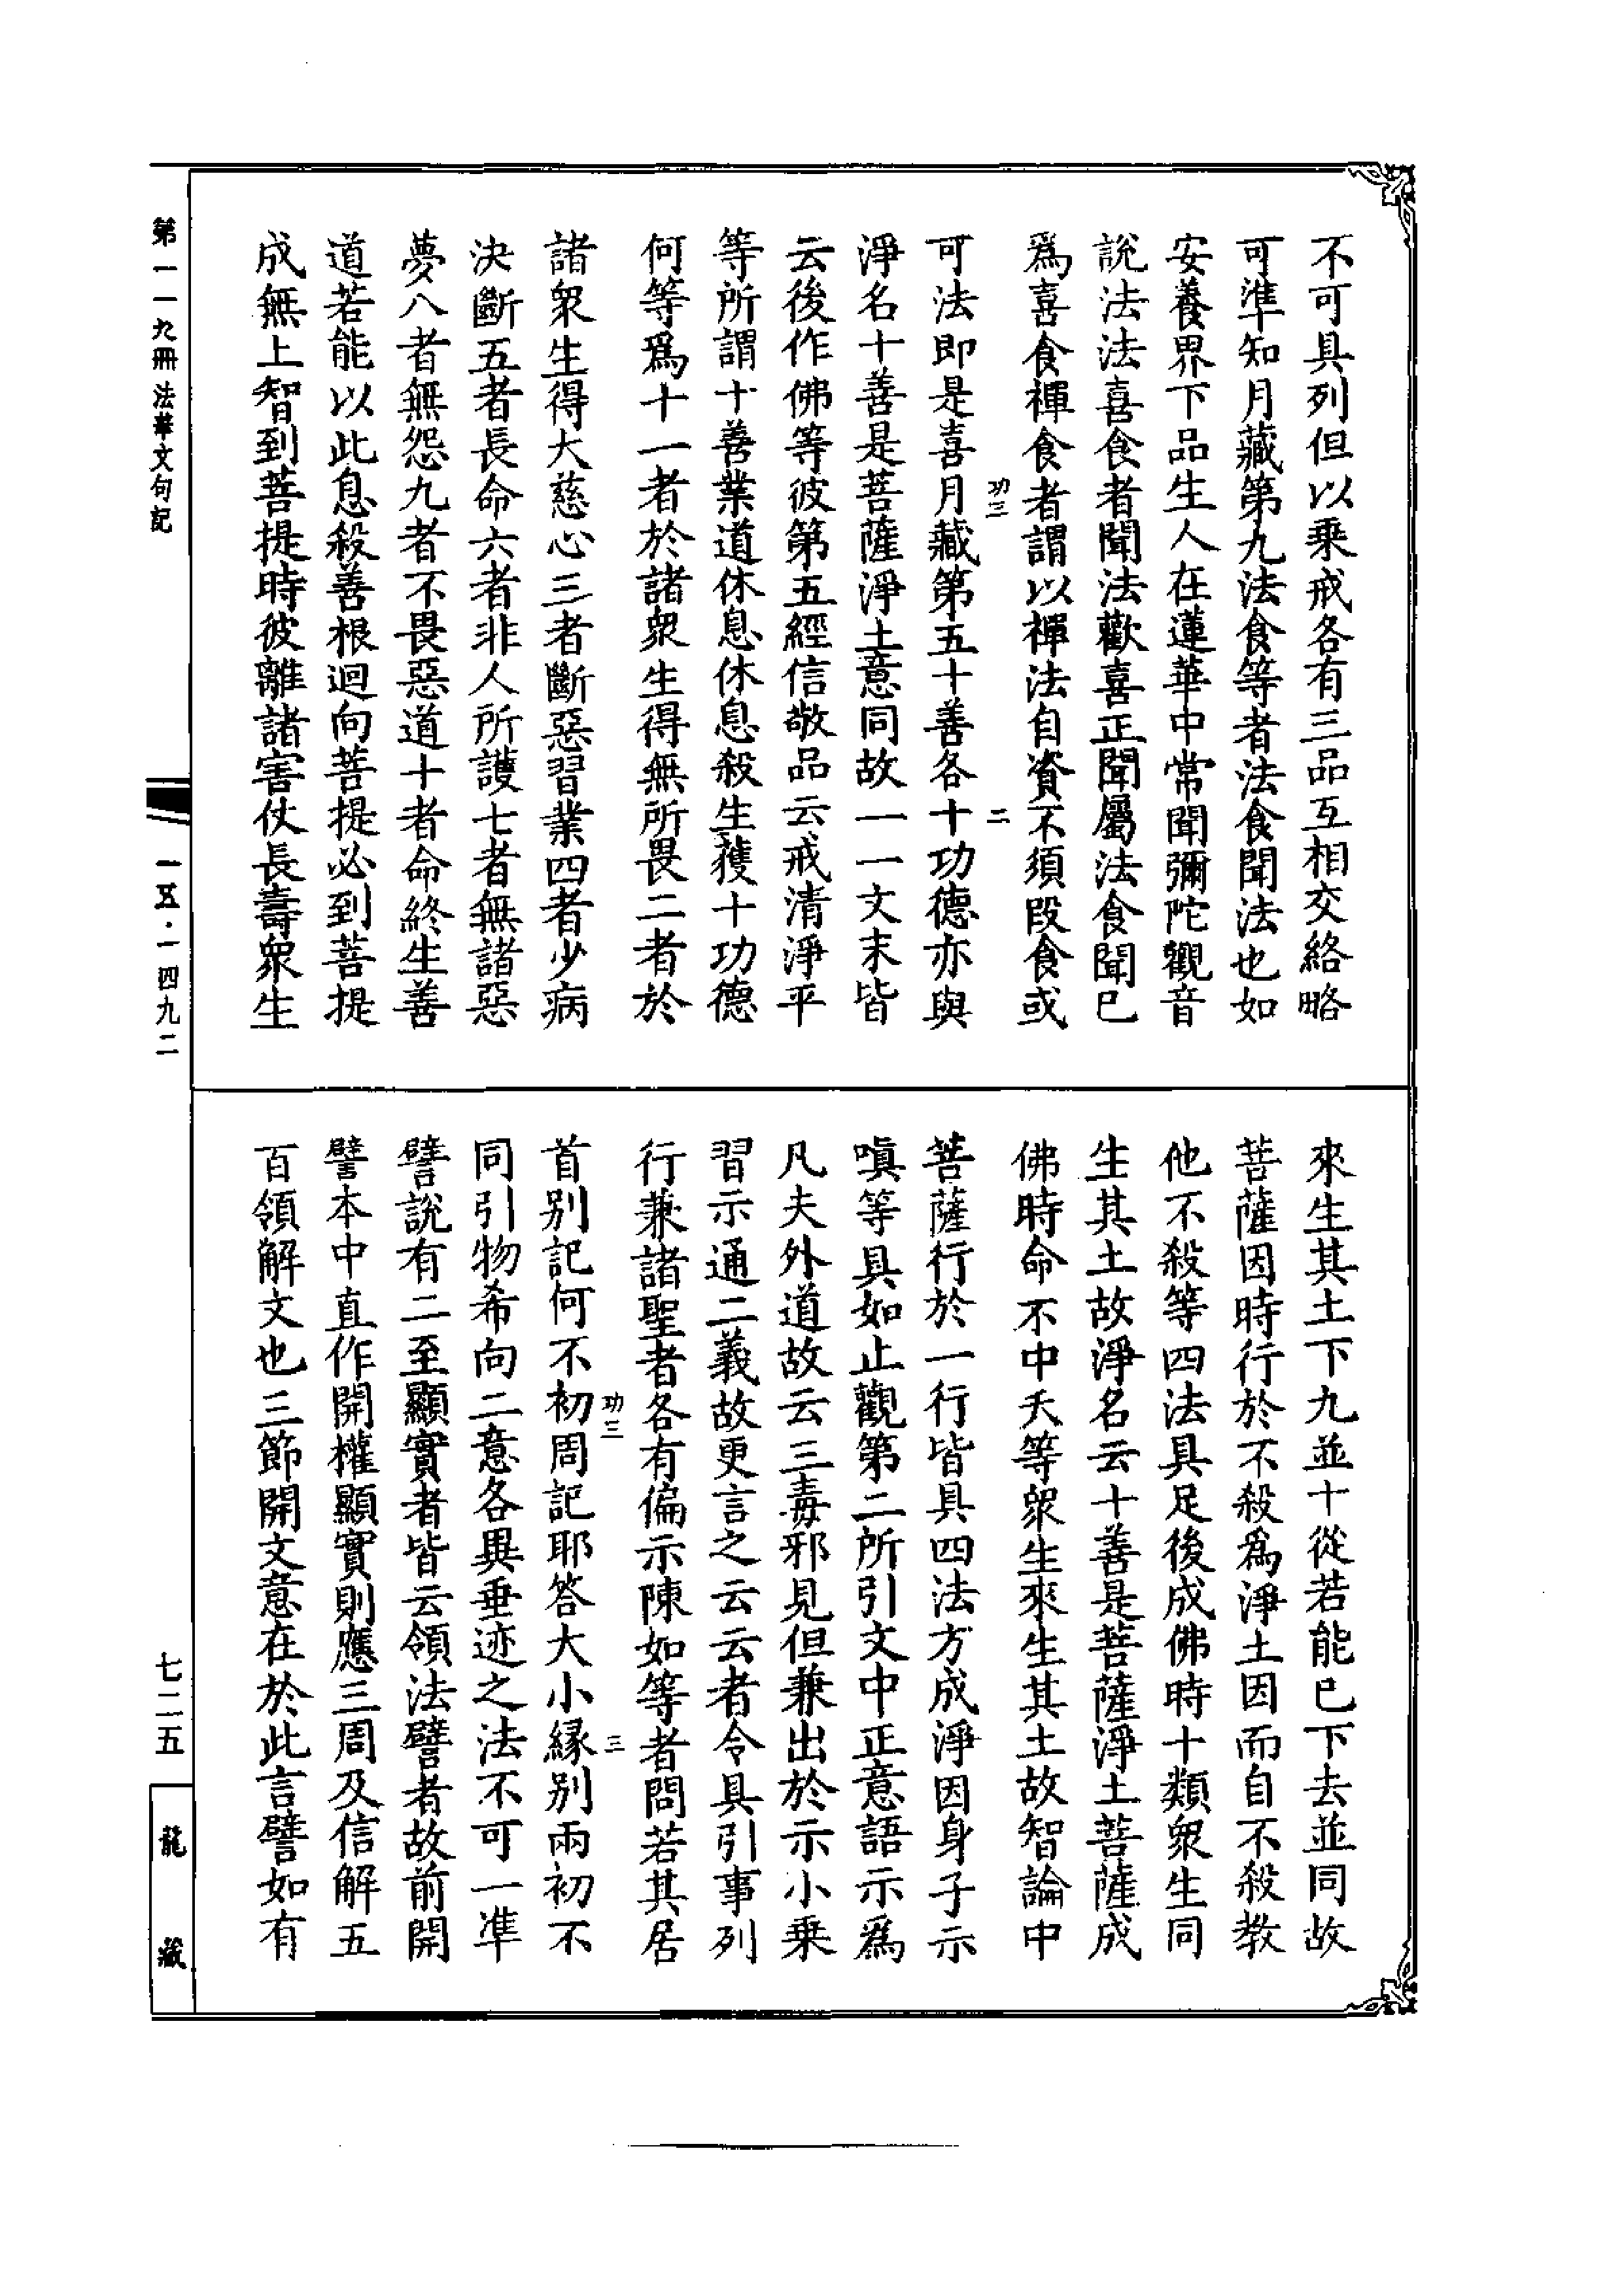 不可具列但以乘戒各有三品互相交絡略
可準知月藏第九法食等者法食聞法也如
安養界下品生人在蓮華中常聞彌陀觀音
說法法喜食者聞法歡喜正聞屬法食聞已
爲喜食禪食者謂以禪法自資不須段食或
功三
二
可法即是喜月藏第五十善各十功德亦與
淨名十善是菩薩淨土意同故一一文末皆
云後作佛等彼第五經信敬品云戒清淨平
等所謂十善業道休息休息殺生獲十功德
何等爲十一者於諸衆生得無所畏二者於
諸衆生得大慈心三者斷惡習業四者少病
決斷五者長命六者非人所護七者無諸惡
夢八者無怨九者不畏惡道十者命終生善
道若能以此息殺善根迴向菩提必到菩提
成無上智到菩提時彼離諸害仗長壽衆生
來生其土下九並十從若能已下去並同故
菩薩因時行於不殺爲淨土因而自不殺教
他不殺等四法具足後成佛時十類衆生同
生其土故淨名云十善是菩薩淨土菩薩成
佛時命不中夭等衆生來生其土故智論中
菩薩行於一行皆具四法方成淨因身子示
嗔等具如止觀第二所引文中正意語示爲
凡夫外道故云三毒邪見但兼出於示小乘
習示通二義故更言之云云者令具引事列
行兼諸聖者各有偏示陳如等者問若其居
功三
三
首別記何不初周記耶答大小緣別兩初不
同引物希向二意各異垂迹之法不可一準
譬說有二至顯實者皆云領法譬者故前開
譬本中直作開權顯實則應三周及信解五
百領解文也三節開文意在於此言譬如有
第一一九冊 法華文句記
一五·一四九二
七二五
龍藏